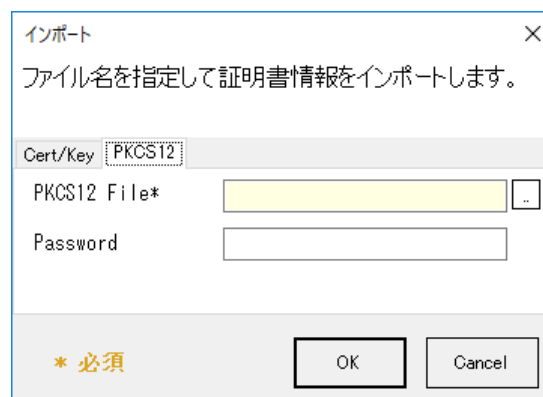 インポート
ファイル名を指定して証明書情報をインポートします。
Cert/Key PKCS12
PKCS12 File* ..
Password
* 必須 OK Cancel